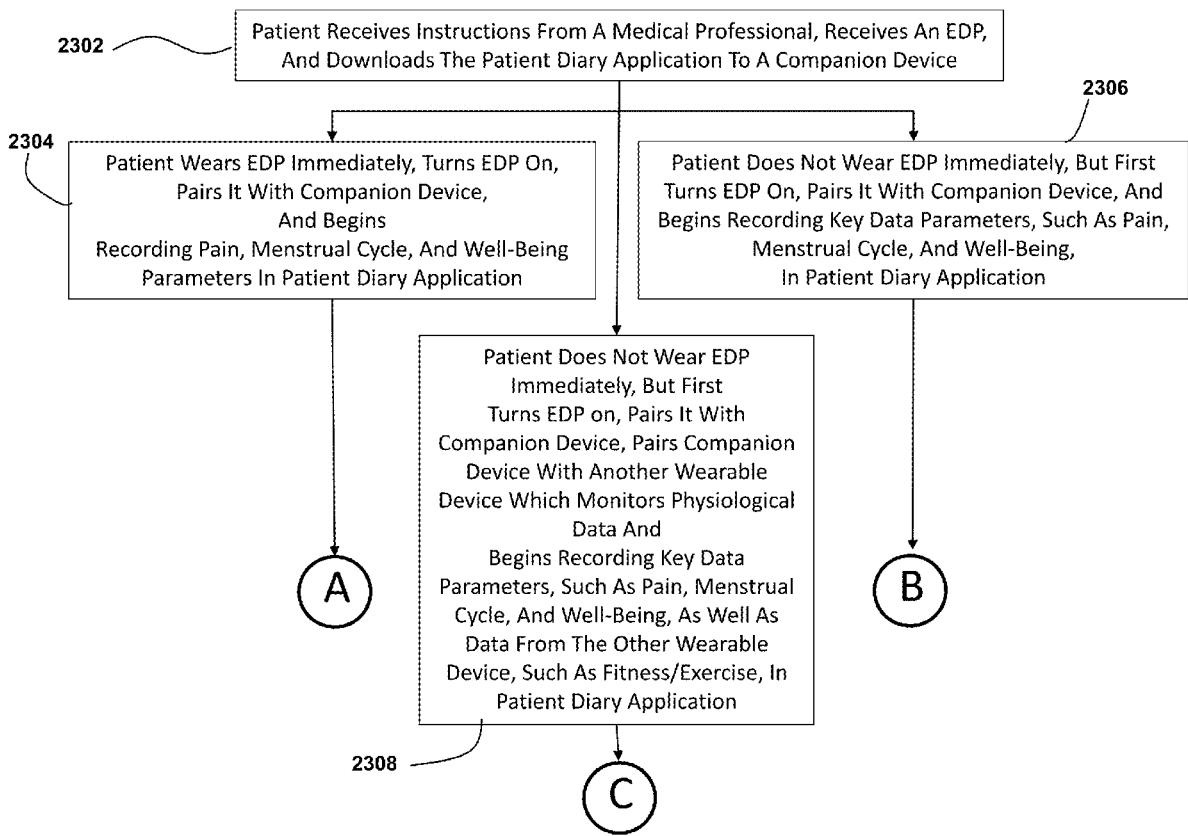 2302
Patient Receives Instructions From A Medical Professional, Receives An EDP,
And Downloads The Patient Diary Application To A Companion Device
2304
Patient Wears EDP Immediately, Turns EDP On,
Pairs It With Companion Device,
And Begins
Recording Pain, Menstrual Cycle, And Well-Being
Parameters In Patient Diary Application
2306
Patient Does Not Wear EDP Immediately, But First
Turns EDP On, Pairs It With Companion Device, And
Begins Recording Key Data Parameters, Such As Pain,
Menstrual Cycle, And Well-Being,
In Patient Diary Application
Patient Does Not Wear EDP
Immediately, But First
Turns EDP on, Pairs It With
Companion Device, Pairs Companion
Device With Another Wearable
Device Which Monitors Physiological
Data And
Begins Recording Key Data
Parameters, Such As Pain, Menstrual
Cycle, And Well-Being, As Well As
Data From The Other Wearable
Device, Such As Fitness/Exercise, In
Patient Diary Application
2308
A
B
C